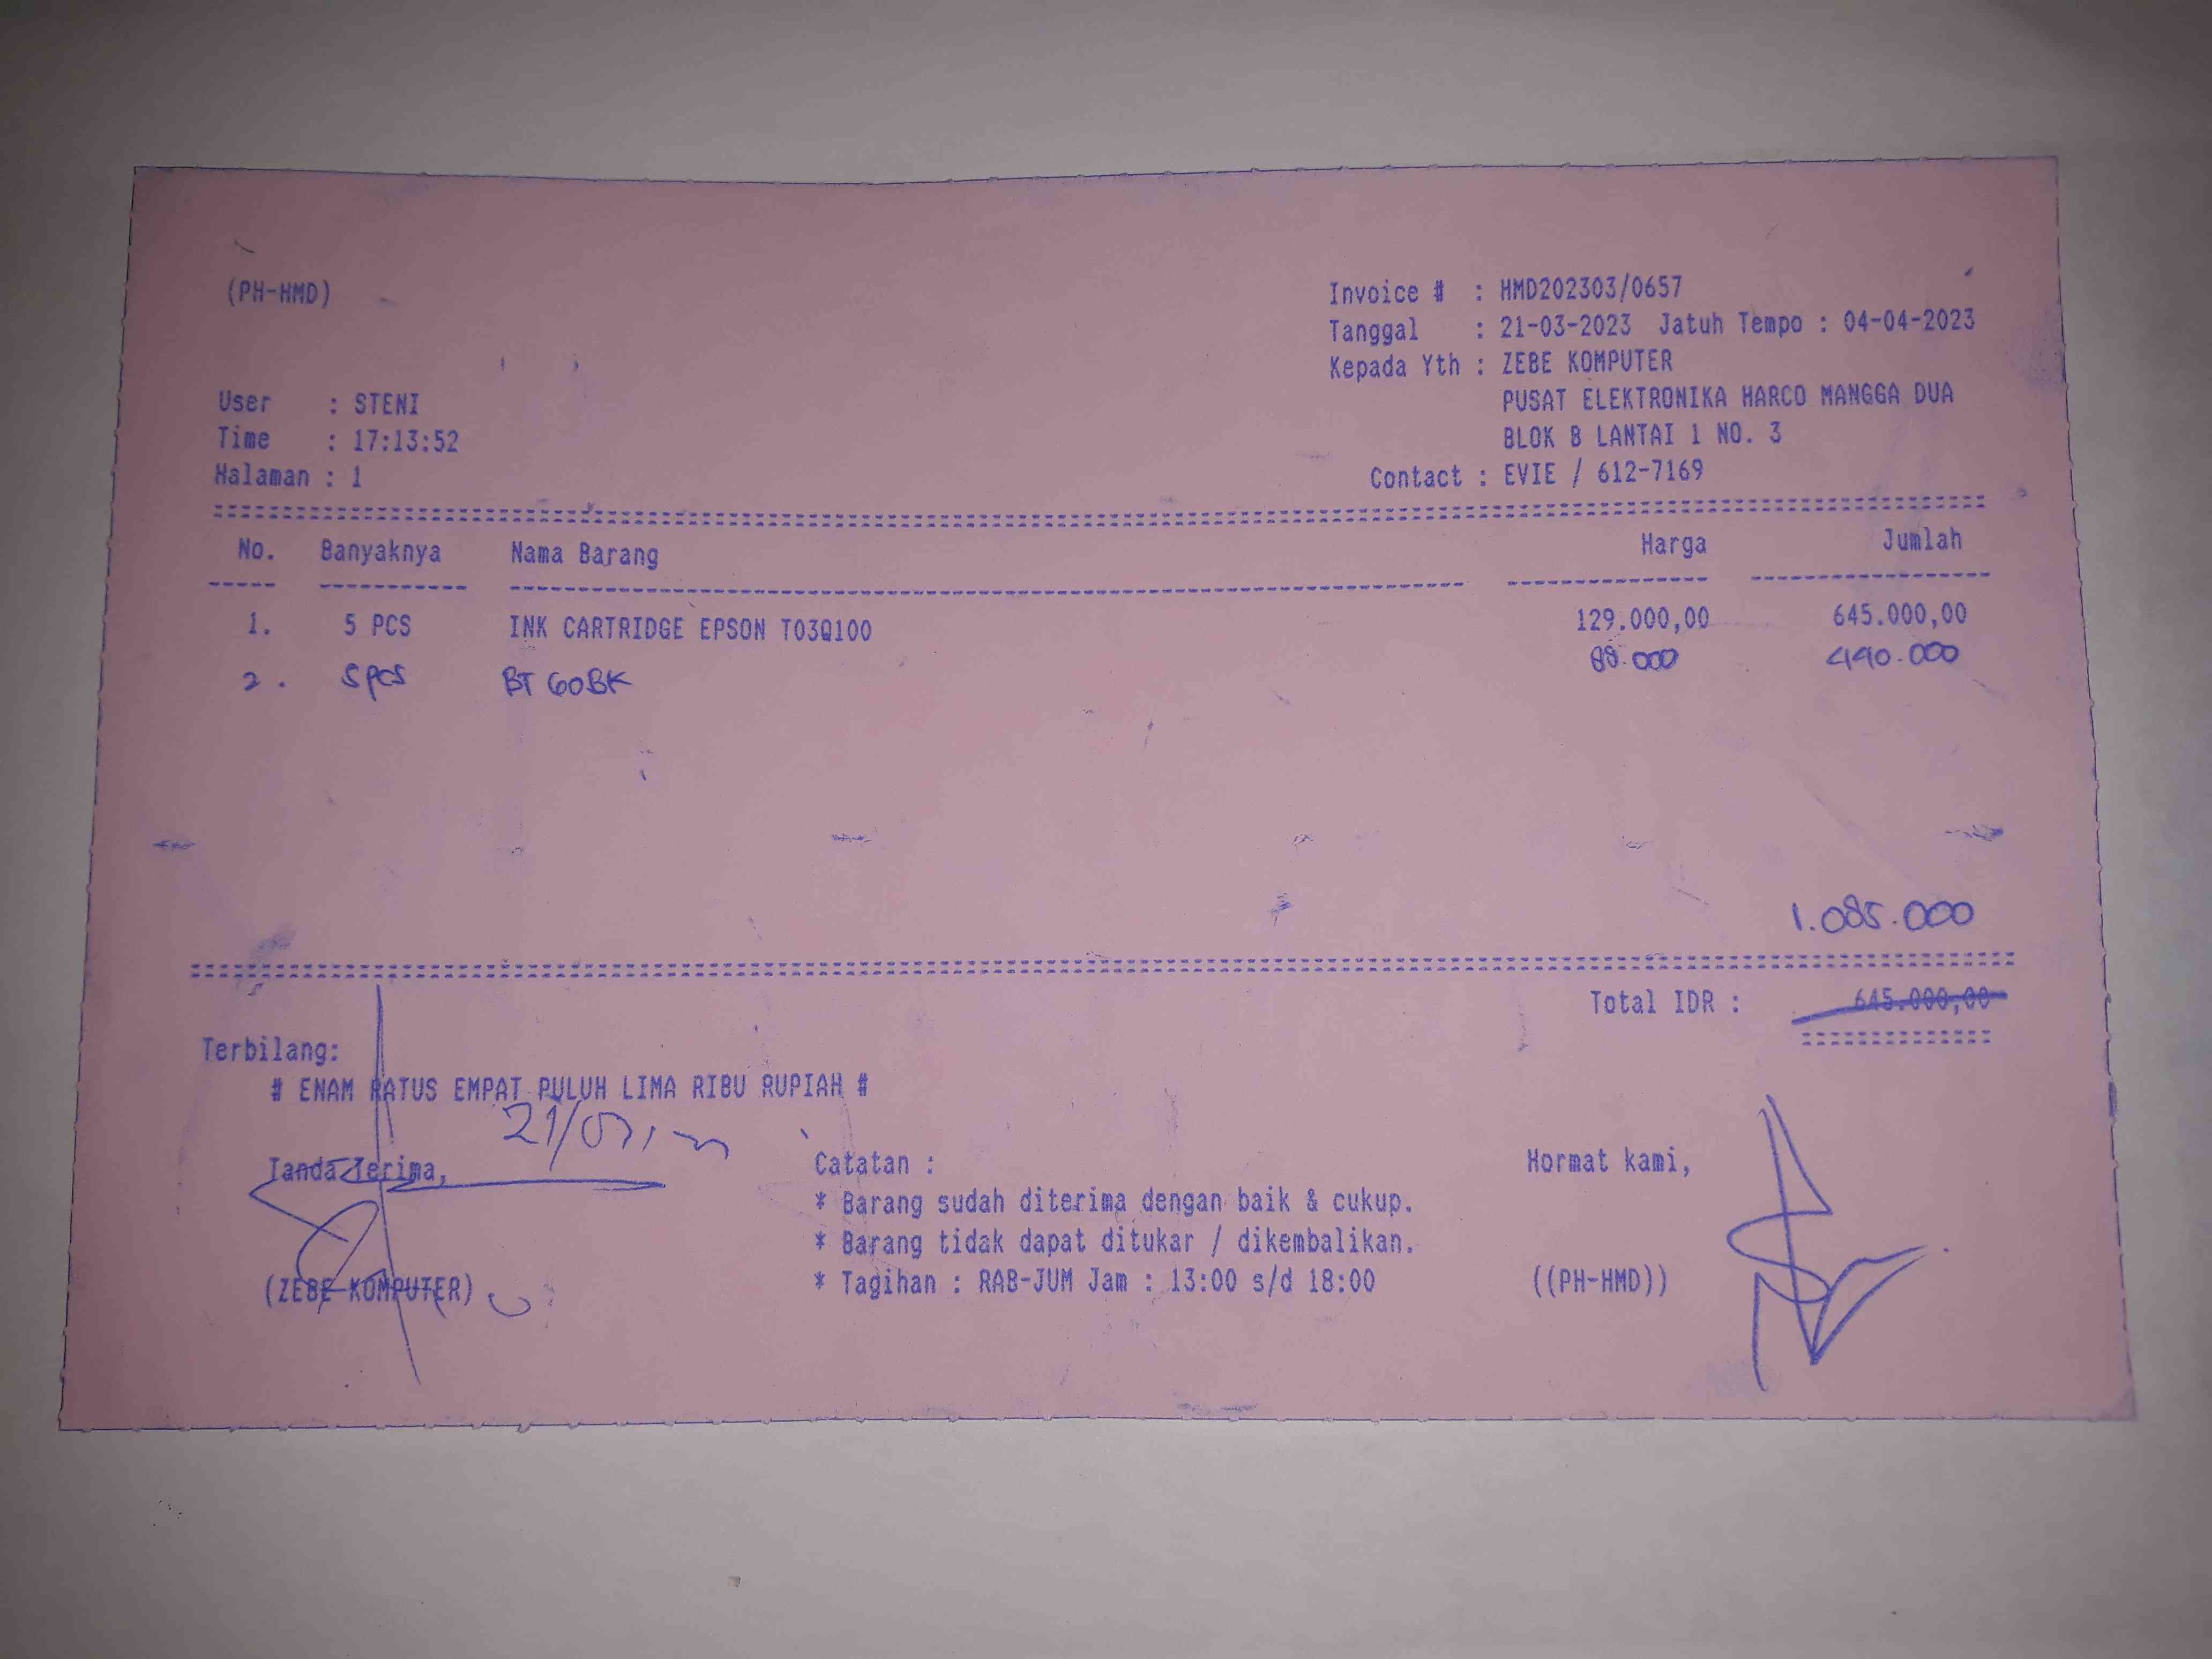 (PH-HMD)
Invoice # : HMD202303/0657
Tanggal : 21-03-2023 Jatuh Tempo : 04-04-2023
Kepada Yth : ZEBE KOMPUTER
PUSAT ELEKTRONIKA HARCO MANGGA DUA
BLOK B LANTAI 1 NO. 3
Contact : EVIE / 612-7169
User : STENI
Time : 17:13:52
Halaman : 1
No. Banyaknya Nama Barang Harga Jumlah
1. 5 PCS INK CARTRIDGE EPSON T03Q100 129.000,00 645.000,00
2. 5 PCS BT 60BK 88.000 440.000
1.085.000
Total IDR : 645.000,00
Terbilang:
# ENAM RATUS EMPAT PULUH LIMA RIBU RUPIAH #
Tanda Terima,
(ZEBE KOMPUTER)
Catatan :
* Barang sudah diterima dengan baik & cukup.
* Barang tidak dapat ditukar / dikembalikan.
* Tagihan : RAB-JUM Jam : 13:00 s/d 18:00
Hormat kami,
((PH-HMD))